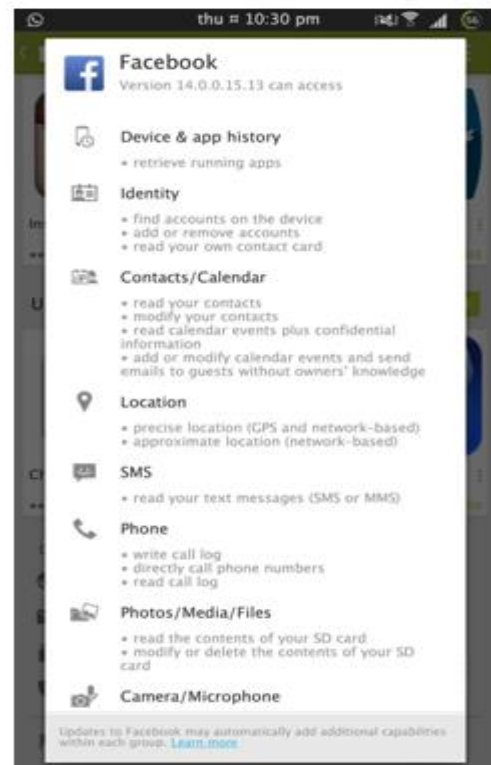 thu ¤ 10:30 pm
56
Facebook
Version 14.0.0.15.13 can access
Device & app history
• retrieve running apps
Identity
• find accounts on the device
• add or remove accounts
• read your own contact card
Contacts/Calendar
• read your contacts
• modify your contacts
• read calendar events plus confidential
information
• add or modify calendar events and send
emails to guests without owners' knowledge
Location
• precise location (GPS and network-based)
• approximate location (network-based)
SMS
• read your text messages (SMS or MMS)
Phone
• write call log
• directly call phone numbers
• read call log
Photos/Media/Files
• read the contents of your SD card
• modify or delete the contents of your SD
card
Camera/Microphone
Updates to Facebook may automatically add additional capabilities
within each group. Learn more